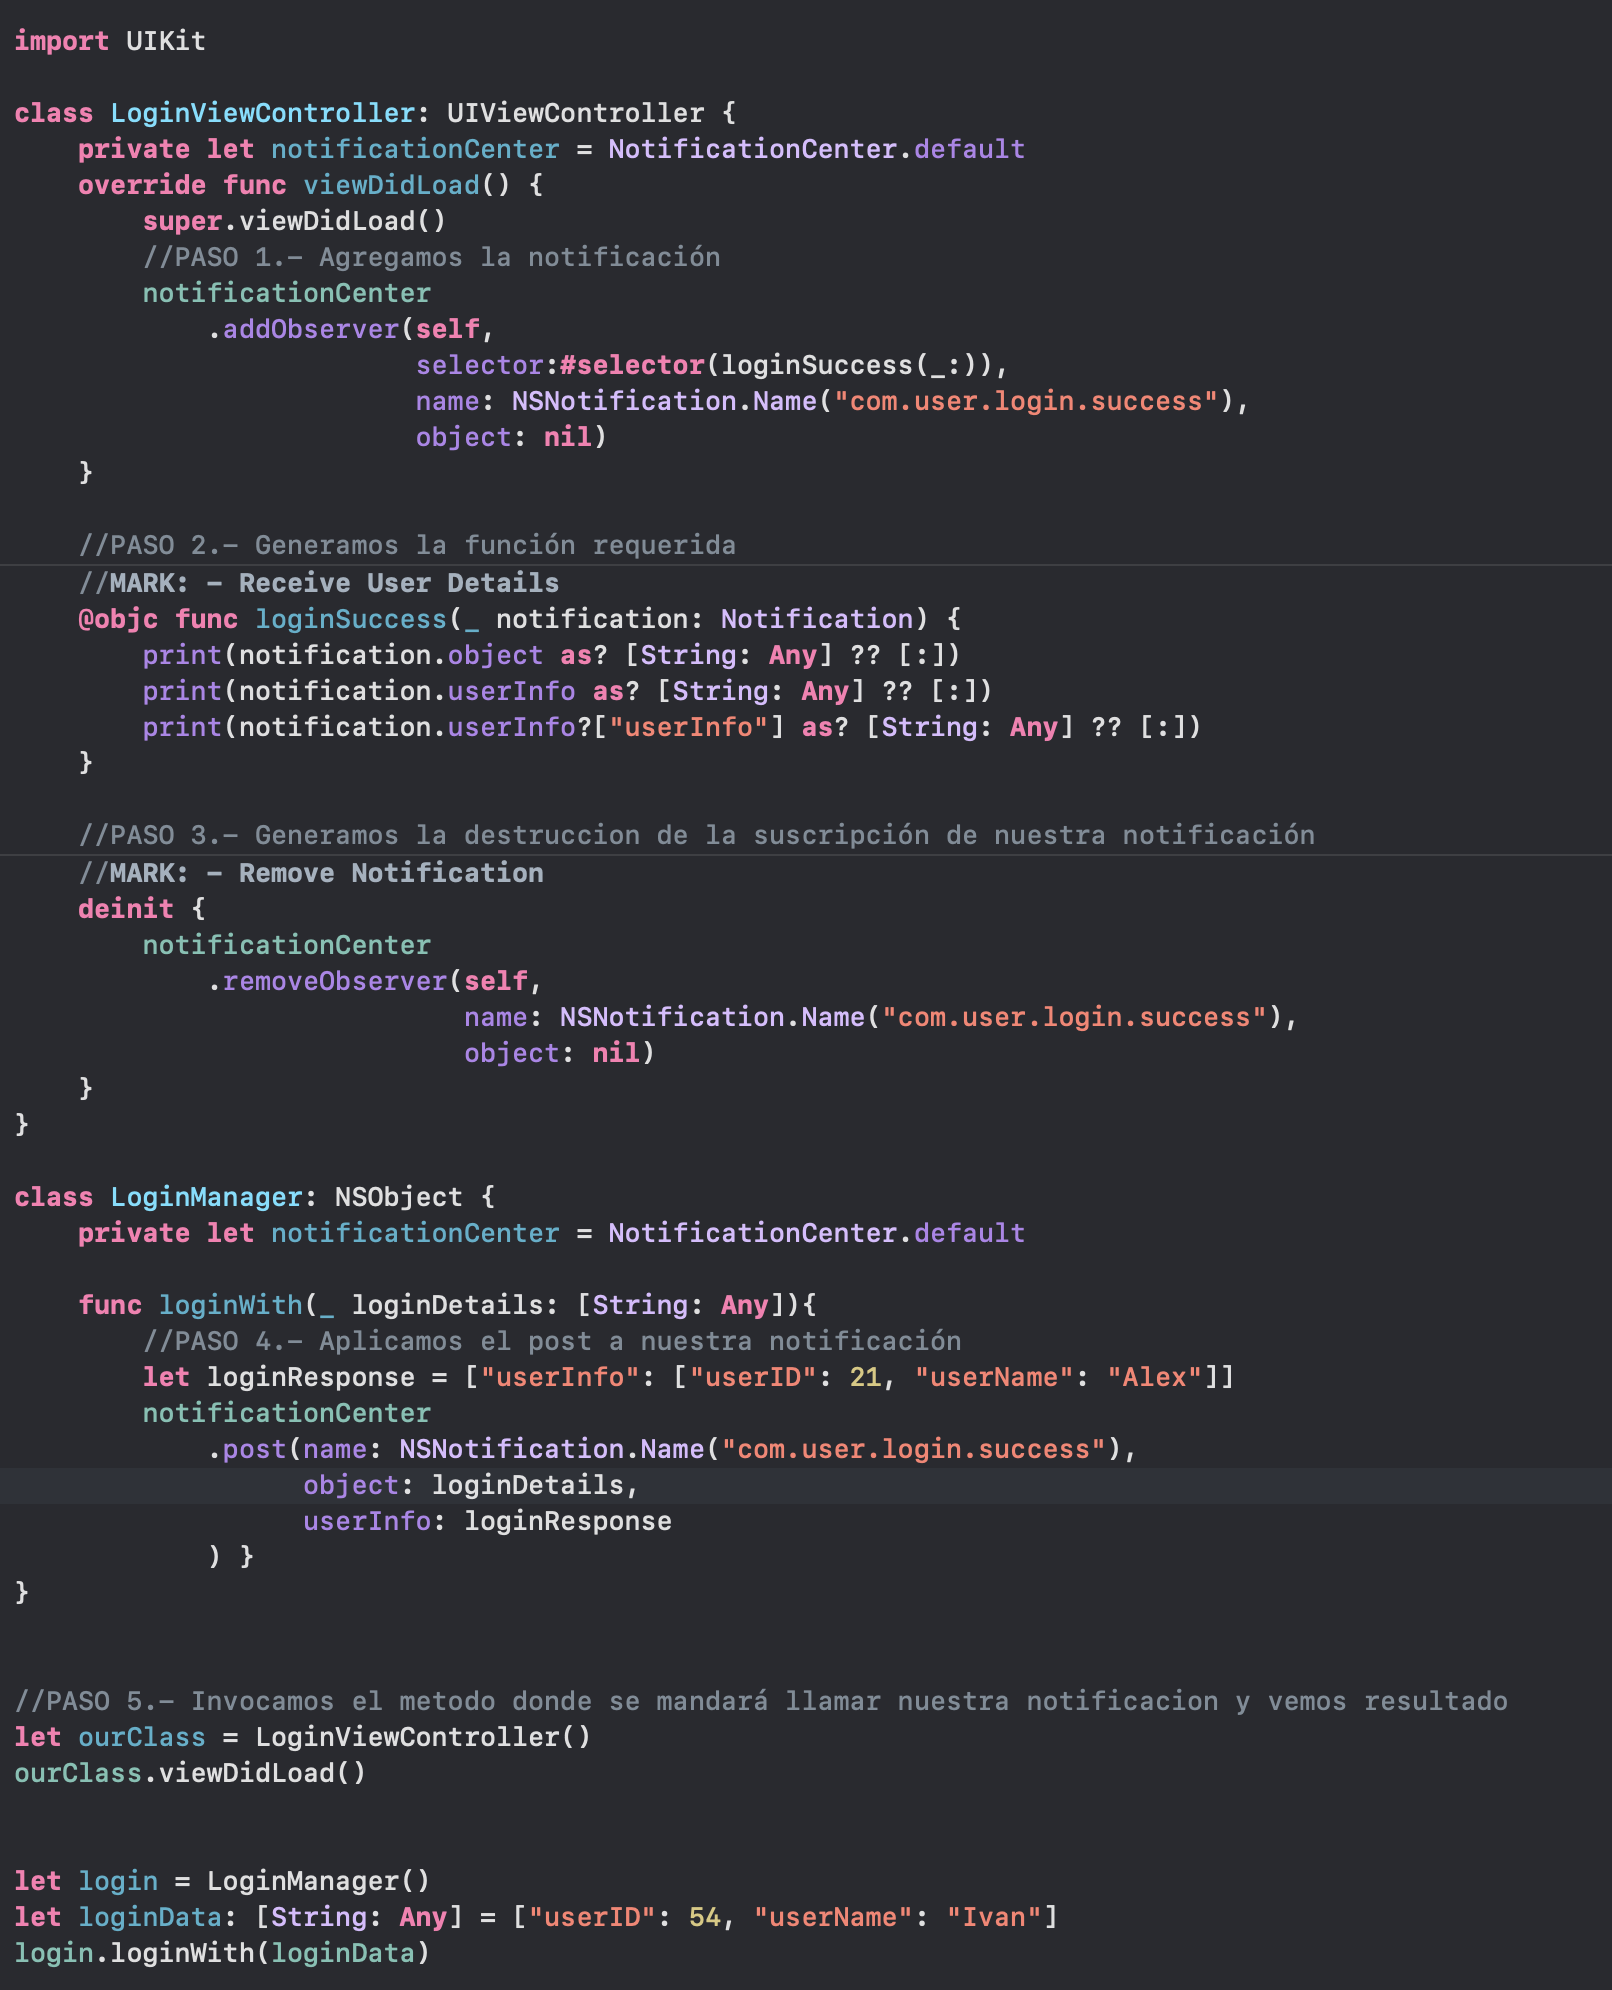 import UIKit
class LoginViewController: UIViewController {
private let notificationCenter = NotificationCenter.default
override func viewDidLoad() {
super.viewDidLoad()
//PASO 1.- Agregamos la notificación
notificationCenter
.addObserver(self,
selector:#selector(loginSuccess(_:)),
name: NSNotification.Name("com.user.login.success"),
object: nil)
}
//PASO 2.- Generamos la función requerida
//MARK: - Receive User Details
@objc func loginSuccess(_ notification: Notification) {
print(notification.object as? [String: Any] ?? [:])
print(notification.userInfo as? [String: Any] ?? [:])
print(notification.userInfo?["userInfo"] as? [String: Any] ?? [:])
}
//PASO 3.- Generamos la destruccion de la suscripción de nuestra notificación
//MARK: - Remove Notification
deinit {
notificationCenter
.removeObserver(self,
name: NSNotification.Name("com.user.login.success"),
object: nil)
}
}
class LoginManager: NSObject {
private let notificationCenter = NotificationCenter.default
func loginWith(_ loginDetails: [String: Any]){
//PASO 4.- Aplicamos el post a nuestra notificación
let loginResponse = ["userInfo": ["userID": 21, "userName": "Alex"]]
notificationCenter
.post(name: NSNotification.Name("com.user.login.success"),
object: loginDetails,
userInfo: loginResponse
) }
}
//PASO 5.- Invocamos el metodo donde se mandará llamar nuestra notificacion y vemos resultado
let ourClass = LoginViewController()
ourClass.viewDidLoad()
let login = LoginManager()
let loginData: [String: Any] = ["userID": 54, "userName": "Ivan"]
login.loginWith(loginData)